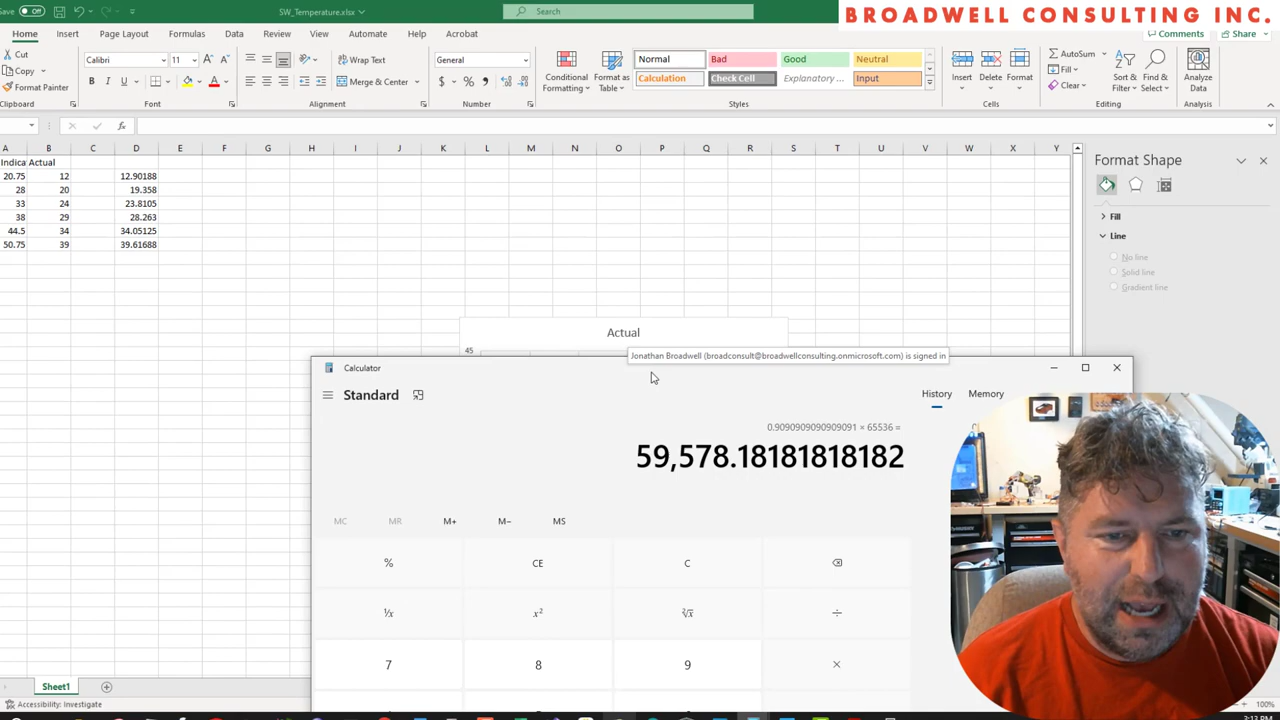 Save
Off
SW_Temperature.xlsx
Search
BROADWELL CONSULTING INC.
Home
Insert
Page Layout
Formulas
Data
Review
View
Automate
Help
Acrobat
Comments
Share
Cut
Copy
Format Painter
Clipboard
Calibri
11
B I U
Font
Wrap Text
Merge & Center
Alignment
General
$ % ,
Number
Conditional
Formatting
Format as
Table
Normal
Bad
Good
Neutral
Calculation
Check Cell
Explanatory ...
Input
Styles
Insert
Delete
Format
Cells
AutoSum
Fill
Clear
Sort &
Filter
Find &
Select
Editing
Analyze
Data
Analysis
fx
A B C D E F G H I J K L M N O P Q R S T U V W X Y
Indica Actual
20.75 12 12.90188
28 20 19.358
33 24 23.8105
38 29 28.263
44.5 34 34.05125
50.75 39 39.61688
Format Shape
Fill
Line
No line
Solid line
Gradient line
Actual
45
Jonathan Broadwell (broadconsult@broadwellconsulting.onmicrosoft.com) is signed in
Calculator
Standard
History
Memory
0.9090909090909091 × 65536 =
59,578.18181818182
MC MR M+ M− MS
% CE C
¹/x x² ²√x ÷
7 8 9 ×
Sheet1
Accessibility: Investigate
100%